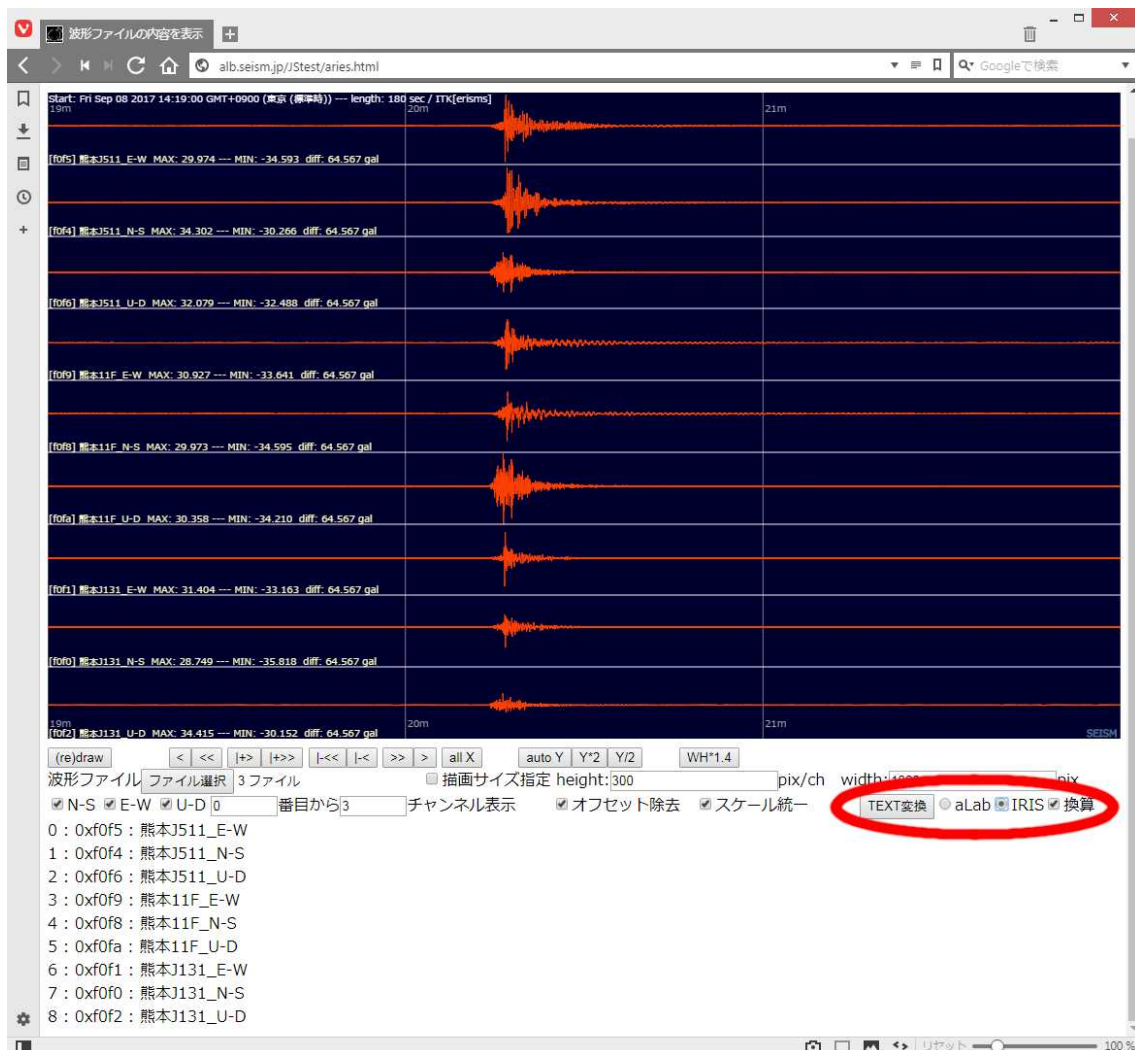 波形ファイルの内容を表示
alb.seism.jp/JStest/aries.html
Googleで検索
Start: Fri Sep 08 2017 14:19:00 GMT+0900 (東京 (標準時)) --- length: 180 sec / ITK[erisms]
19m 20m 21m
[f0f5] 熊本J511_E-W MAX: 29.974 --- MIN: -34.593 diff: 64.567 gal
[f0f4] 熊本J511_N-S MAX: 34.302 --- MIN: -30.266 diff: 64.567 gal
[f0f6] 熊本J511_U-D MAX: 32.079 --- MIN: -32.488 diff: 64.567 gal
[f0f9] 熊本11F_E-W MAX: 30.927 --- MIN: -33.641 diff: 64.567 gal
[f0f8] 熊本11F_N-S MAX: 29.973 --- MIN: -34.595 diff: 64.567 gal
[f0fa] 熊本11F_U-D MAX: 30.358 --- MIN: -34.210 diff: 64.567 gal
[f0f1] 熊本J131_E-W MAX: 31.404 --- MIN: -33.163 diff: 64.567 gal
[f0f0] 熊本J131_N-S MAX: 28.749 --- MIN: -35.818 diff: 64.567 gal
19m 20m 21m
[f0f2] 熊本J131_U-D MAX: 34.415 --- MIN: -30.152 diff: 64.567 gal SEISM
(re)draw < << |+> |+>> |-<< |-< >> > all X auto Y Y*2 Y/2 WH*1.4
波形ファイル ファイル選択 3 ファイル 描画サイズ指定 height: 300 pix/ch width: pix
N-S E-W U-D 0 番目から 3 チャンネル表示 オフセット除去 スケール統一 TEXT変換 aLab IRIS 換算
0 : 0xf0f5 : 熊本J511_E-W
1 : 0xf0f4 : 熊本J511_N-S
2 : 0xf0f6 : 熊本J511_U-D
3 : 0xf0f9 : 熊本11F_E-W
4 : 0xf0f8 : 熊本11F_N-S
5 : 0xf0fa : 熊本11F_U-D
6 : 0xf0f1 : 熊本J131_E-W
7 : 0xf0f0 : 熊本J131_N-S
8 : 0xf0f2 : 熊本J131_U-D
リセット 100 %